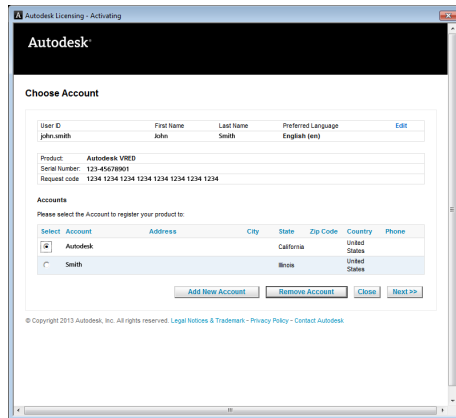 Autodesk Licensing - Activating
Autodesk
Choose Account
User ID First Name Last Name Preferred Language Edit
john.smith John Smith English (en)
Product: Autodesk VRED
Serial Number: 123-45678901
Request code 1234 1234 1234 1234 1234 1234 1234 1234
Accounts
Please select the Account to register your product to:
Select Account Address City State Zip Code Country Phone
Autodesk California United States
Smith Illinois United States
Add New Account Remove Account Close Next >>
© Copyright 2013 Autodesk, Inc. All rights reserved. Legal Notices & Trademark - Privacy Policy - Contact Autodesk